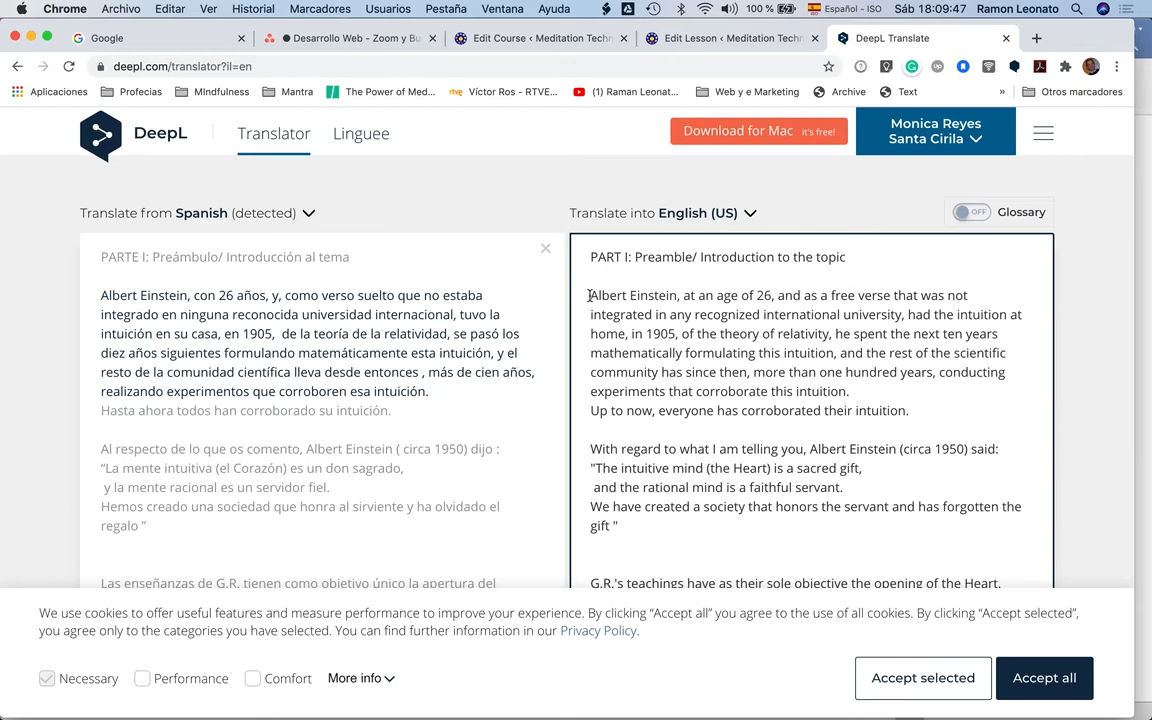 Chrome Archivo Editar Ver Historial Marcadores Usuarios Pestaña Ventana Ayuda 100 % Español - ISO Sáb 18:09:47 Ramon Leonato
Google Desarrollo Web - Zoom y Bu Edit Course ‹ Meditation Techn Edit Lesson ‹ Meditation Techn DeepL Translate
deepl.com/translator?il=en
Aplicaciones Profecias MIndfulness Mantra The Power of Med... Víctor Ros - RTVE... (1) Raman Leonat... Web y e Marketing Archive Text » Otros marcadores
DeepL Translator Linguee Download for Mac it's free! Monica Reyes
Santa Cirila
Translate from Spanish (detected) Translate into English (US) OFF Glossary
PARTE I: Preámbulo/ Introducción al tema
Albert Einstein, con 26 años, y, como verso suelto que no estaba
integrado en ninguna reconocida universidad internacional, tuvo la
intuición en su casa, en 1905,  de la teoría de la relatividad, se pasó los
diez años siguientes formulando matemáticamente esta intuición, y el
resto de la comunidad científica lleva desde entonces , más de cien años,
realizando experimentos que corroboren esa intuición.
Hasta ahora todos han corroborado su intuición.
Al respecto de lo que os comento, Albert Einstein ( circa 1950) dijo :
“La mente intuitiva (el Corazón) es un don sagrado,
y la mente racional es un servidor fiel.
Hemos creado una sociedad que honra al sirviente y ha olvidado el
regalo “
Las enseñanzas de G.R. tienen como objetivo único la apertura del
PART I: Preamble/ Introduction to the topic
Albert Einstein, at an age of 26, and as a free verse that was not
integrated in any recognized international university, had the intuition at
home, in 1905, of the theory of relativity, he spent the next ten years
mathematically formulating this intuition, and the rest of the scientific
community has since then, more than one hundred years, conducting
experiments that corroborate this intuition.
Up to now, everyone has corroborated their intuition.
With regard to what I am telling you, Albert Einstein (circa 1950) said:
"The intuitive mind (the Heart) is a sacred gift,
and the rational mind is a faithful servant.
We have created a society that honors the servant and has forgotten the
gift "
G.R.'s teachings have as their sole objective the opening of the Heart.
We use cookies to offer useful features and measure performance to improve your experience. By clicking “Accept all” you agree to the use of all cookies. By clicking “Accept selected”,
you agree only to the categories you have selected. You can find further information in our Privacy Policy.
Necessary Performance Comfort More info Accept selected Accept all